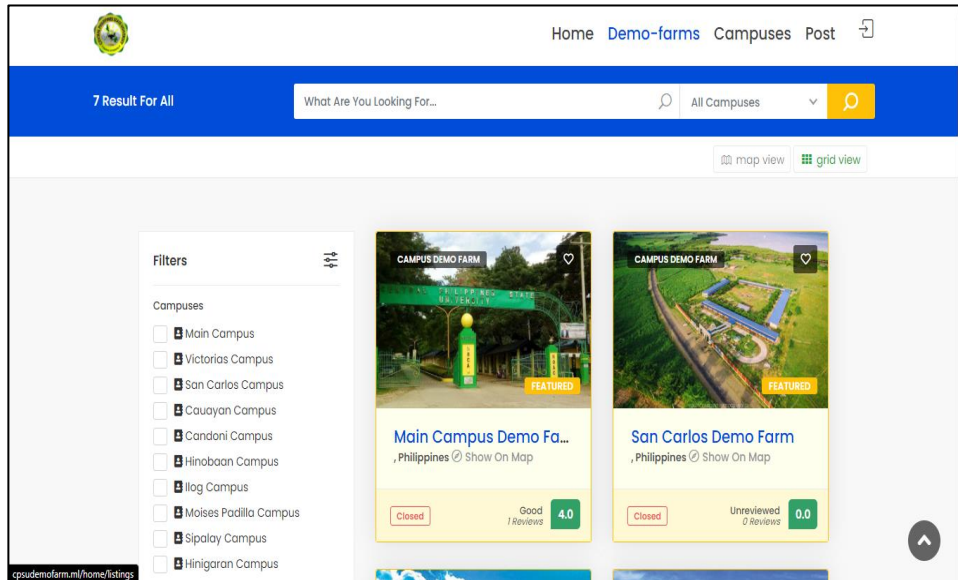 Home Demo-farms Campuses Post
7 Result For All
What Are You Looking For...
All Campuses
map view
grid view
Filters
Campuses
Main Campus
Victorias Campus
San Carlos Campus
Cauayan Campus
Candoni Campus
Hinobaan Campus
Ilog Campus
Moises Padilla Campus
Sipalay Campus
Hinigaran Campus
CAMPUS DEMO FARM
STATE
UNIVERSITY
FEATURED
Main Campus Demo Fa...
, Philippines Show On Map
Closed
Good
1 Reviews
4.0
CAMPUS DEMO FARM
FEATURED
San Carlos Demo Farm
, Philippines Show On Map
Closed
Unreviewed
0 Reviews
0.0
cpsudemofarm.ml/home/listings